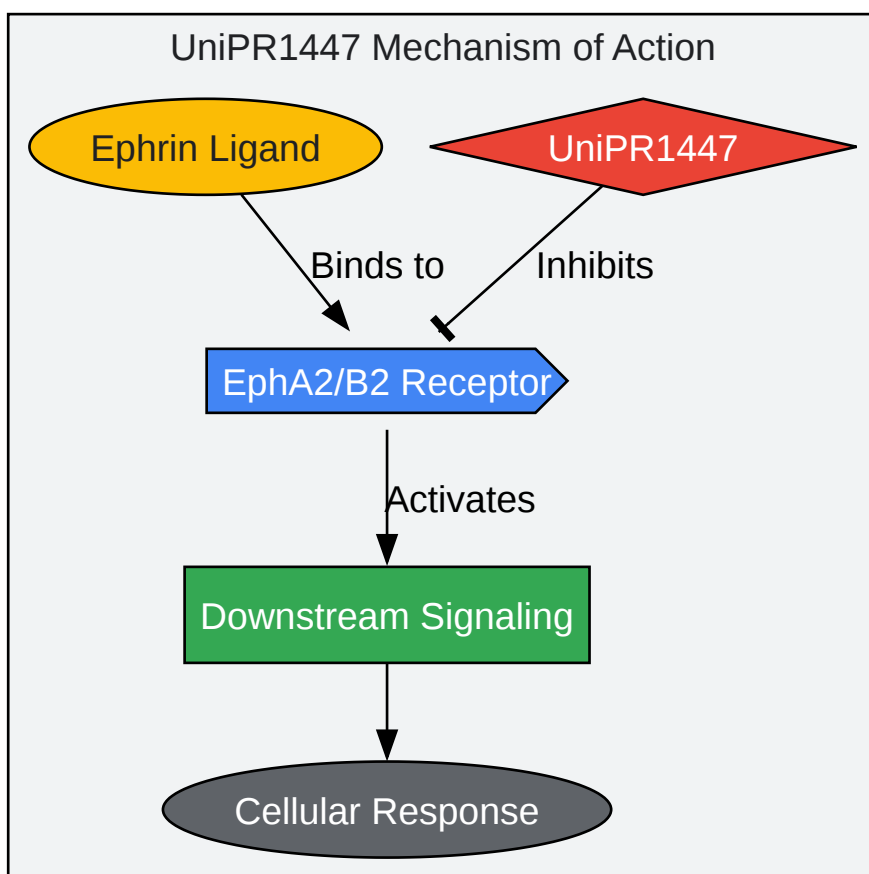 UniPR1447 Mechanism of Action
Ephrin Ligand
UniPR1447
Binds to
Inhibits
EphA2/B2 Receptor
Activates
Downstream Signaling
Cellular Response